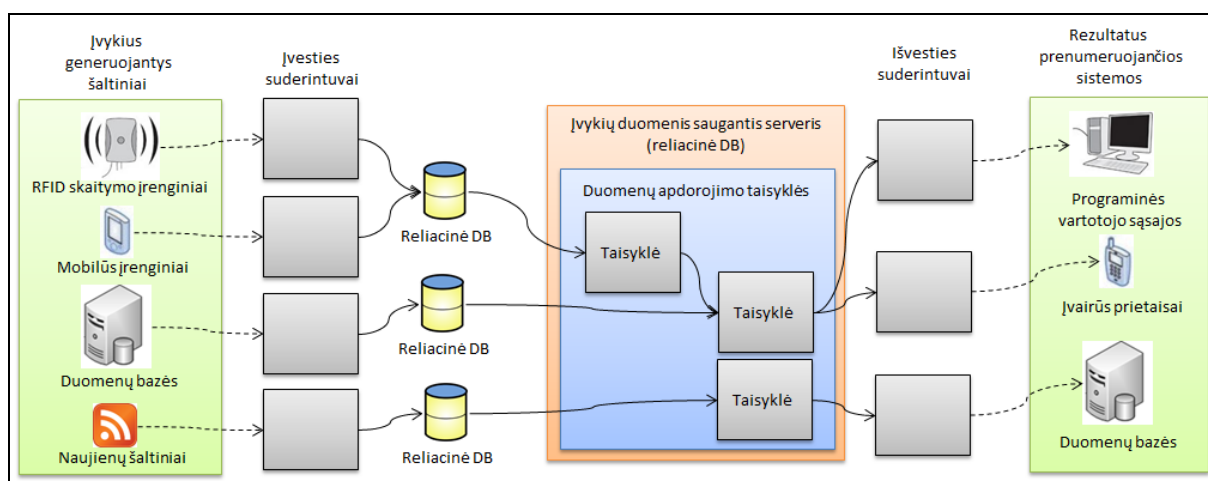 Įvykius
generuojantys
šaltiniai
RFID skaitymo įrenginiai
Mobilūs įrenginiai
Duomenų bazės
Naujienų šaltiniai
Įvesties
suderintuvai
Reliacinė DB
Reliacinė DB
Reliacinė DB
Įvykių duomenis saugantis serveris
(reliacinė DB)
Duomenų apdorojimo taisyklės
Taisyklė
Taisyklė
Taisyklė
Išvesties
suderintuvai
Rezultatus
prenumeruojančios
sistemos
Programinės
vartotojo sąsajos
Įvairūs prietaisai
Duomenų bazės